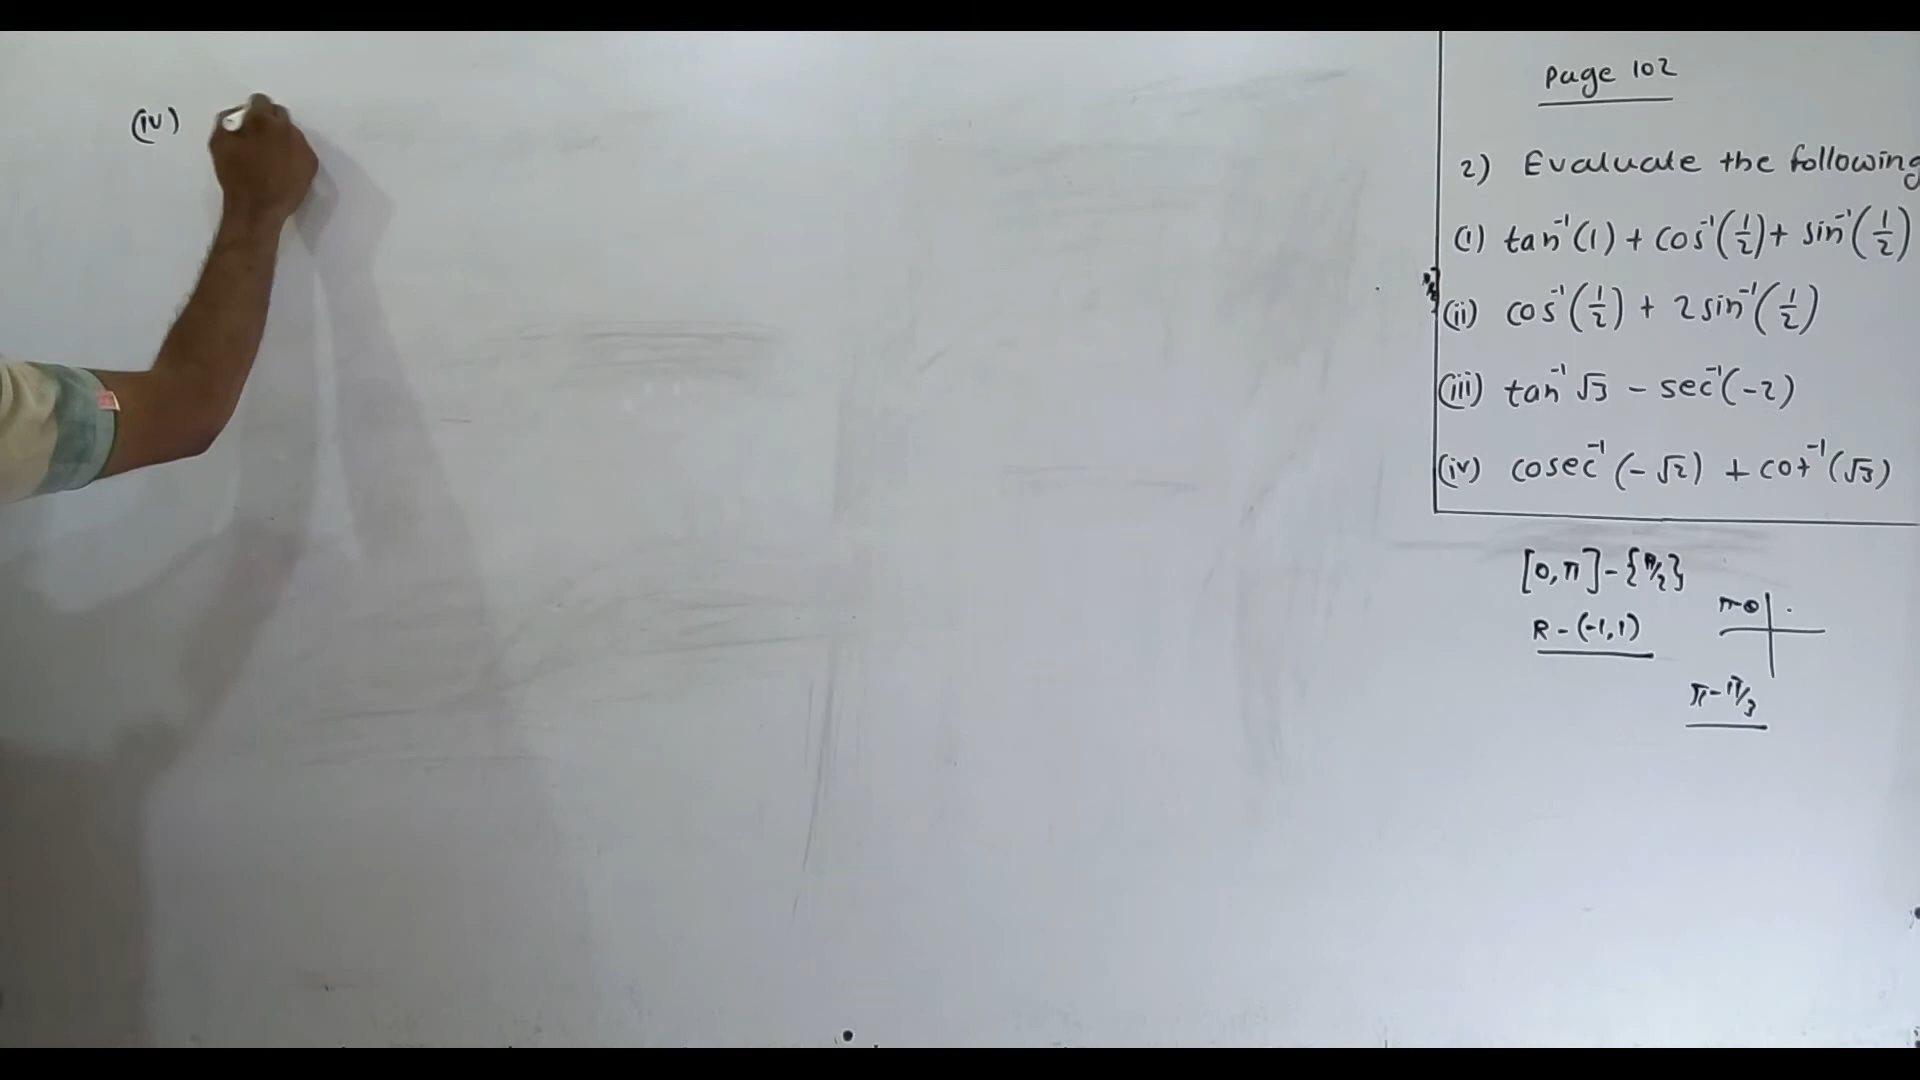 (iv)
Page 102
2) Evaluate the following
(i) tan⁻¹(1) + cos⁻¹(1/2) + sin⁻¹(1/2)
(ii) cos⁻¹(1/2) + 2sin⁻¹(1/2)
(iii) tan⁻¹ √3 - sec⁻¹(-2)
(iv) cosec⁻¹(-√2) + cot⁻¹(√3)
[0,π]-{π/2}
R-(-1,1)
π-θ
π-π/3